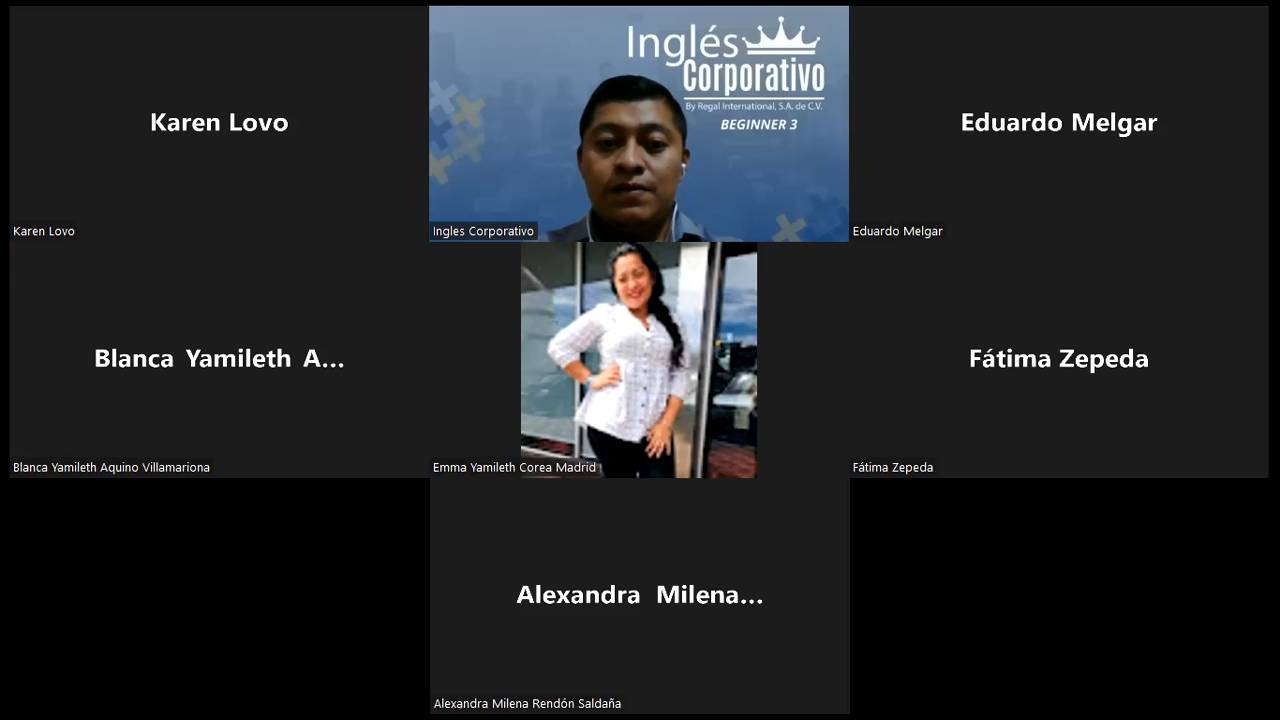 Karen Lovo
Karen Lovo
Inglés
Corporativo
By Regal International, S.A. de C.V.
BEGINNER 3
Ingles Corporativo
Eduardo Melgar
Eduardo Melgar
Blanca Yamileth A...
Blanca Yamileth Aquino Villamariona
Emma Yamileth Corea Madrid
Fátima Zepeda
Fátima Zepeda
Alexandra Milena...
Alexandra Milena Rendón Saldaña